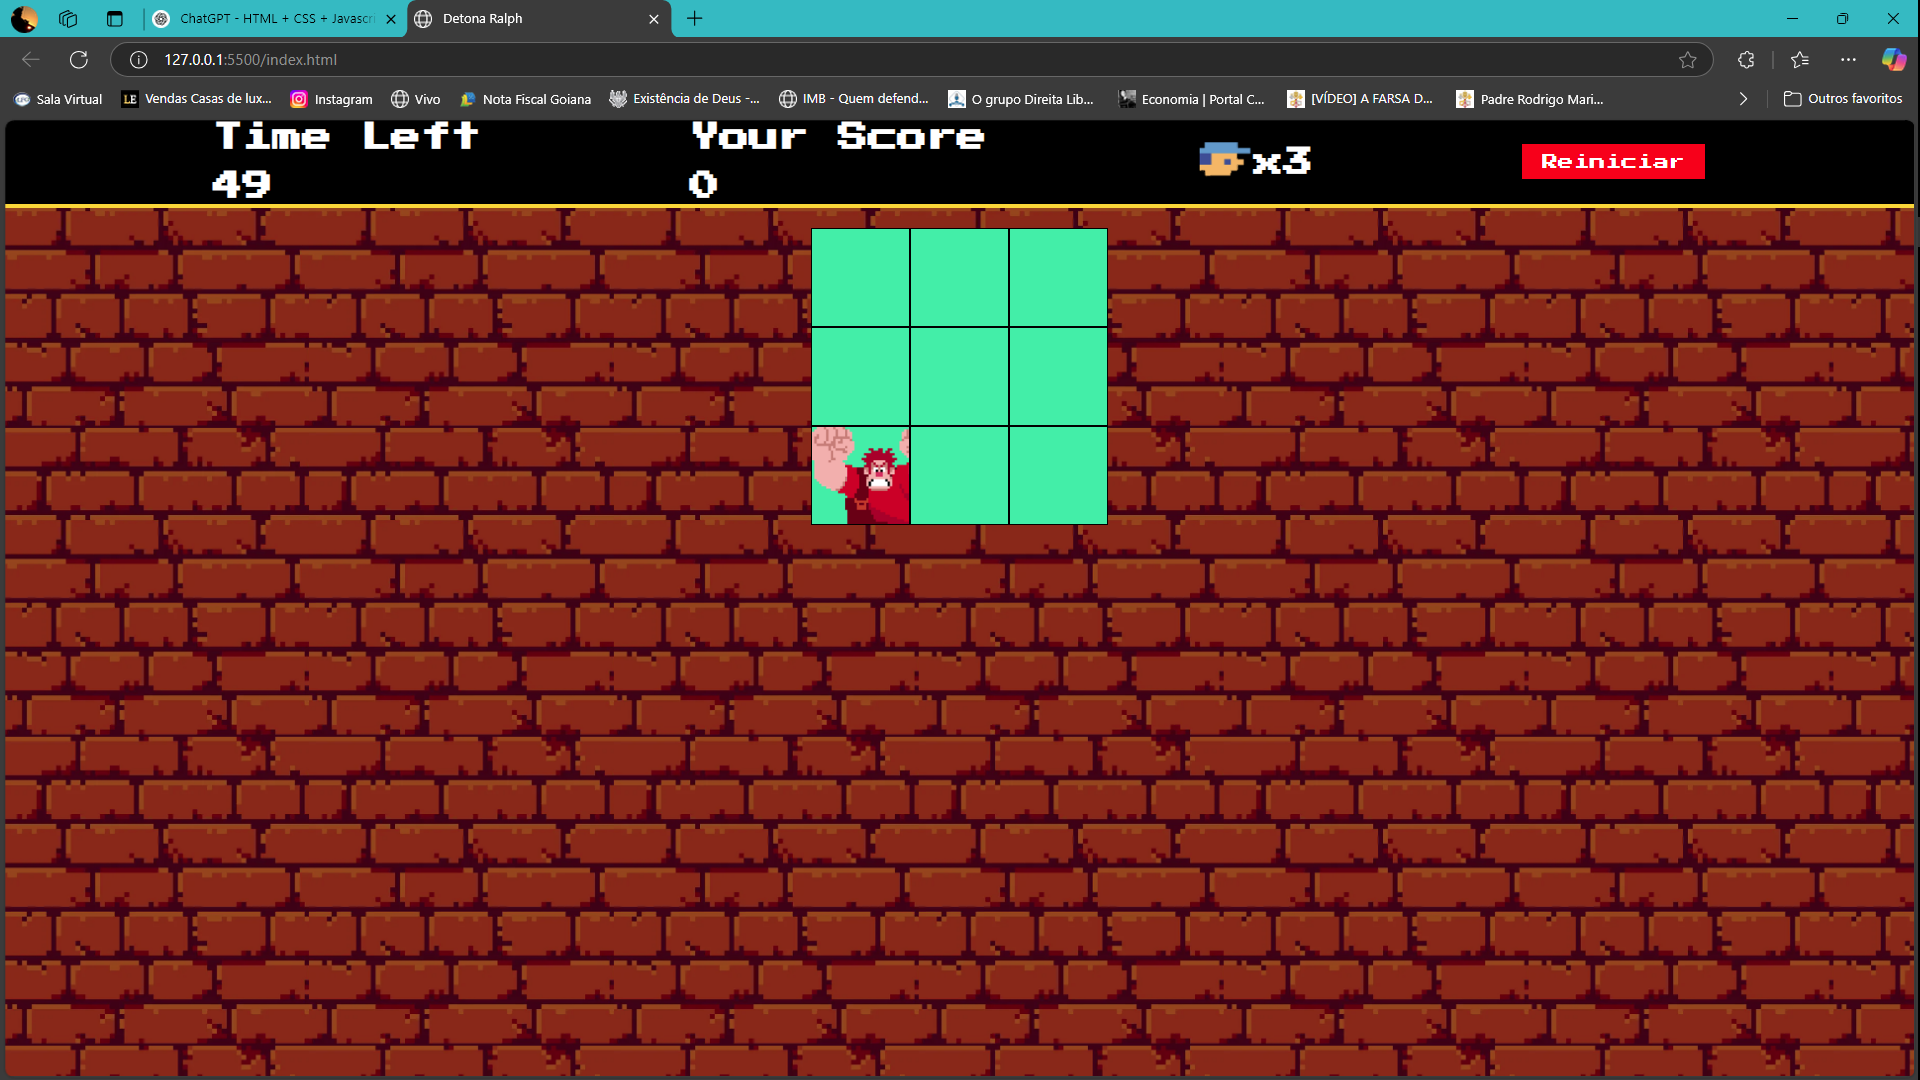 ChatGPT - HTML + CSS + Javascri
Detona Ralph
127.0.0.1:5500/index.html
Sala Virtual
LE
Vendas Casas de lux...
Instagram
Vivo
Nota Fiscal Goiana
Existência de Deus -...
IMB - Quem defend...
O grupo Direita Lib...
Economia | Portal C...
[VÍDEO] A FARSA D...
Padre Rodrigo Mari...
Outros favoritos
Time Left
49
Your Score
0
x3
Reiniciar